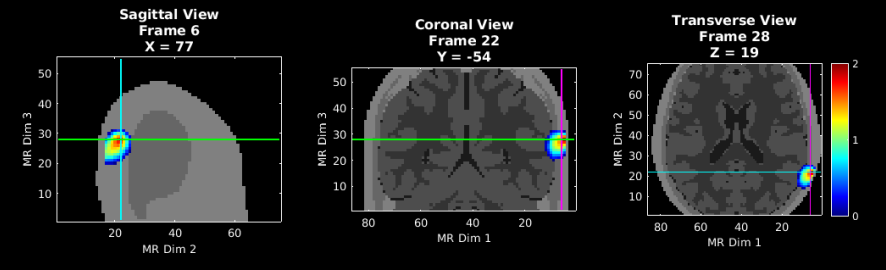 Sagittal View
Frame 6
X = 77
50
40
30
20
10
MR Dim 3
20
40
60
MR Dim 2
Coronal View
Frame 22
Y = -54
50
40
30
20
10
MR Dim 3
80
60
40
20
MR Dim 1
Transverse View
Frame 28
Z = 19
70
60
50
40
30
20
10
MR Dim 2
80
60
40
20
MR Dim 1
2
1
0